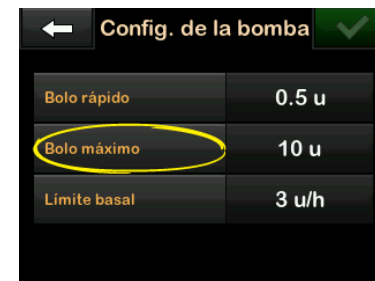 Config. de la bomba
Bolo rápido 0.5 u
Bolo máximo 10 u
Límite basal 3 u/h